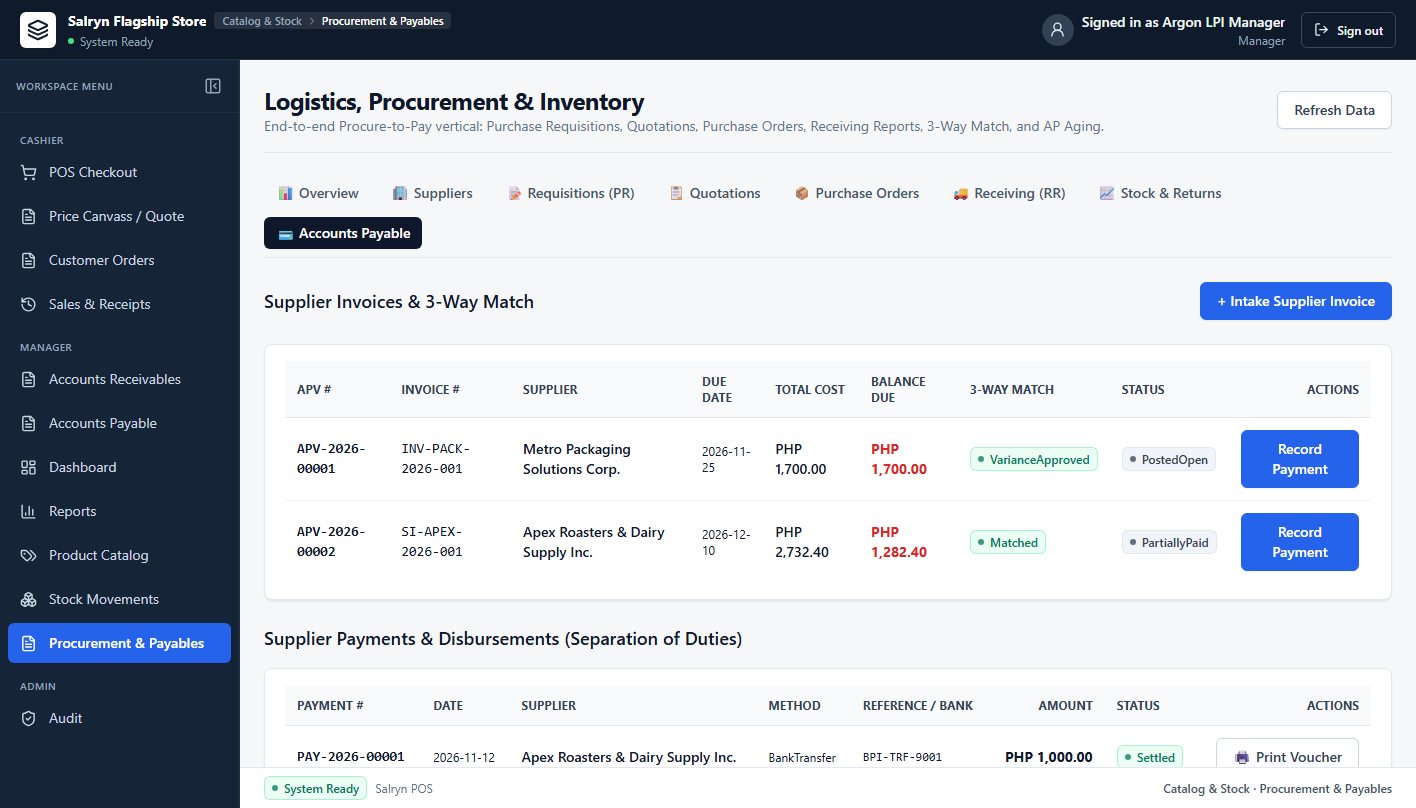 Salryn Flagship Store
Catalog & Stock > Procurement & Payables
System Ready
Signed in as Argon LPI Manager
Manager
Sign out
WORKSPACE MENU
CASHIER
POS Checkout
Price Canvass / Quote
Customer Orders
Sales & Receipts
MANAGER
Accounts Receivables
Accounts Payable
Dashboard
Reports
Product Catalog
Stock Movements
Procurement & Payables
ADMIN
Audit
Logistics, Procurement & Inventory
End-to-end Procure-to-Pay vertical: Purchase Requisitions, Quotations, Purchase Orders, Receiving Reports, 3-Way Match, and AP Aging.
Refresh Data
Overview Suppliers Requisitions (PR) Quotations Purchase Orders Receiving (RR) Stock & Returns
Accounts Payable
Supplier Invoices & 3-Way Match
+ Intake Supplier Invoice
APV # INVOICE # SUPPLIER DUE DATE TOTAL COST BALANCE DUE 3-WAY MATCH STATUS ACTIONS
APV-2026-00001 INV-PACK-2026-001 Metro Packaging Solutions Corp. 2026-11-25 PHP 1,700.00 PHP 1,700.00 VarianceApproved PostedOpen Record Payment
APV-2026-00002 SI-APEX-2026-001 Apex Roasters & Dairy Supply Inc. 2026-12-10 PHP 2,732.40 PHP 1,282.40 Matched PartiallyPaid Record Payment
Supplier Payments & Disbursements (Separation of Duties)
PAYMENT # DATE SUPPLIER METHOD REFERENCE / BANK AMOUNT STATUS ACTIONS
PAY-2026-00001 2026-11-12 Apex Roasters & Dairy Supply Inc. BankTransfer BPI-TRF-9001 PHP 1,000.00 Settled Print Voucher
System Ready Salryn POS
Catalog & Stock · Procurement & Payables